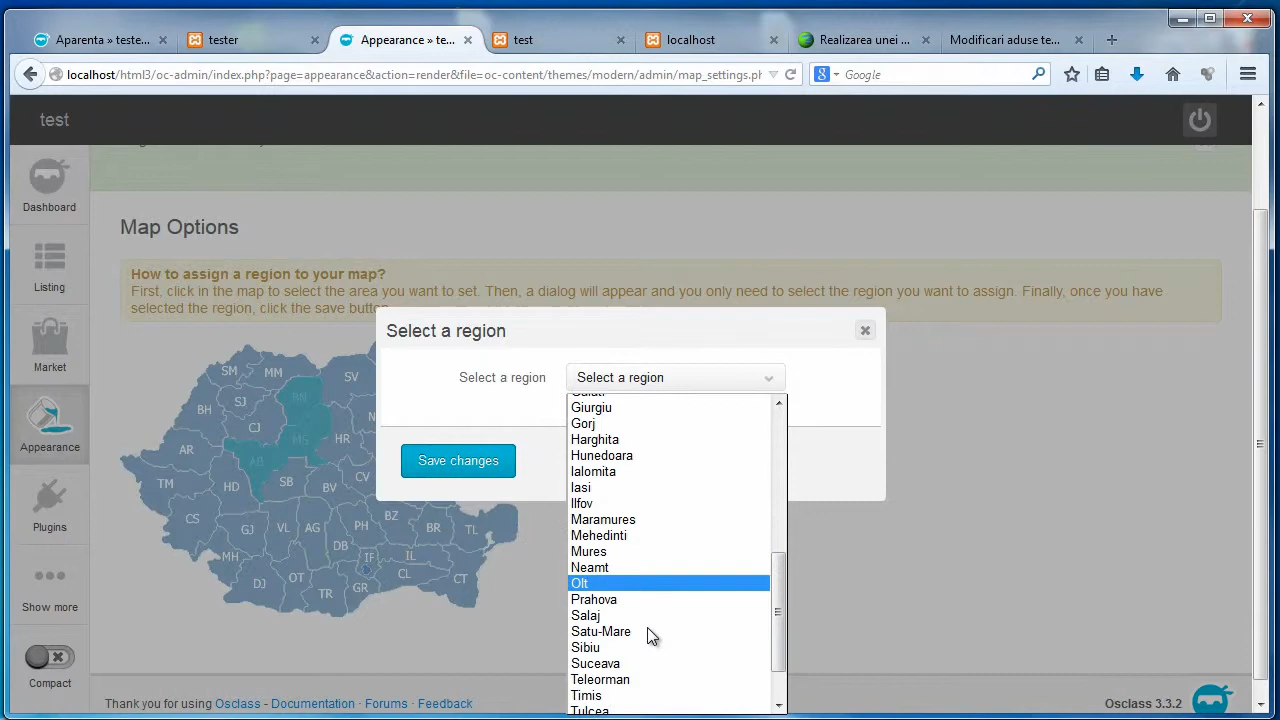 Aparenta » teste...
tester
Appearance » te...
test
localhost
Realizarea unei ...
Modificari aduse te...
localhost/html3/oc-admin/index.php?page=appearance&action=render&file=oc-content/themes/modern/admin/map_settings.ph
Google
test
Dashboard
Listing
Market
Appearance
Plugins
Show more
Compact
Map Options
How to assign a region to your map?
First, click in the map to select the area you want to set. Then, a dialog will appear and you only need to select the region you want to assign. Finally, once you have
selected the region, click the save button
SM MM SV
BH SJ BN
CJ MS HR N
AR AB
TM HD SB BV CV
CS GJ VL AG PH BZ BR TL
MH DB IF IL
DJ OT TR GR CL CT
Select a region
Select a region
Select a region
Save changes
Galati
Giurgiu
Gorj
Harghita
Hunedoara
Ialomita
Iasi
Ilfov
Maramures
Mehedinti
Mures
Neamt
Olt
Prahova
Salaj
Satu-Mare
Sibiu
Suceava
Teleorman
Timis
Tulcea
Thank you for using Osclass - Documentation · Forums · Feedback
Osclass 3.3.2